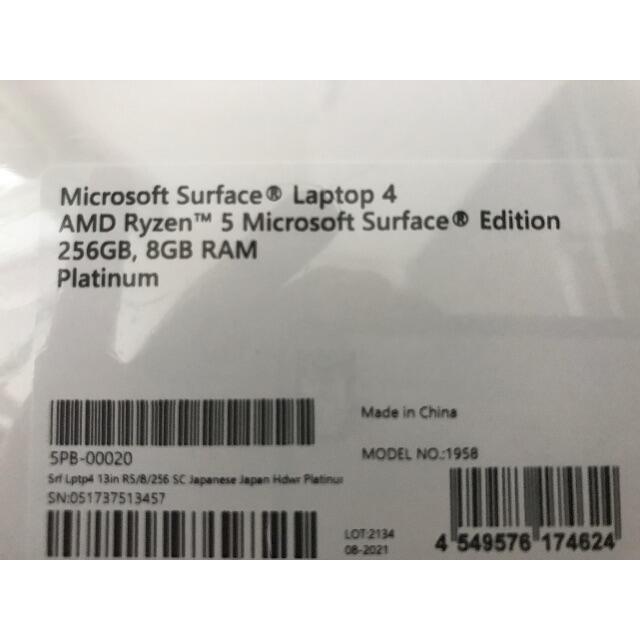 Microsoft Surface® Laptop 4
AMD Ryzen™ 5 Microsoft Surface® Edition
256GB, 8GB RAM
Platinum
5PB-00020
Srf Lptp4 13in R5/8/256 SC Japanese Japan Hdwr Platinu
SN:051737513457
Made in China
MODEL NO.:1958
LOT:2134
08-2021
4 549576 174624